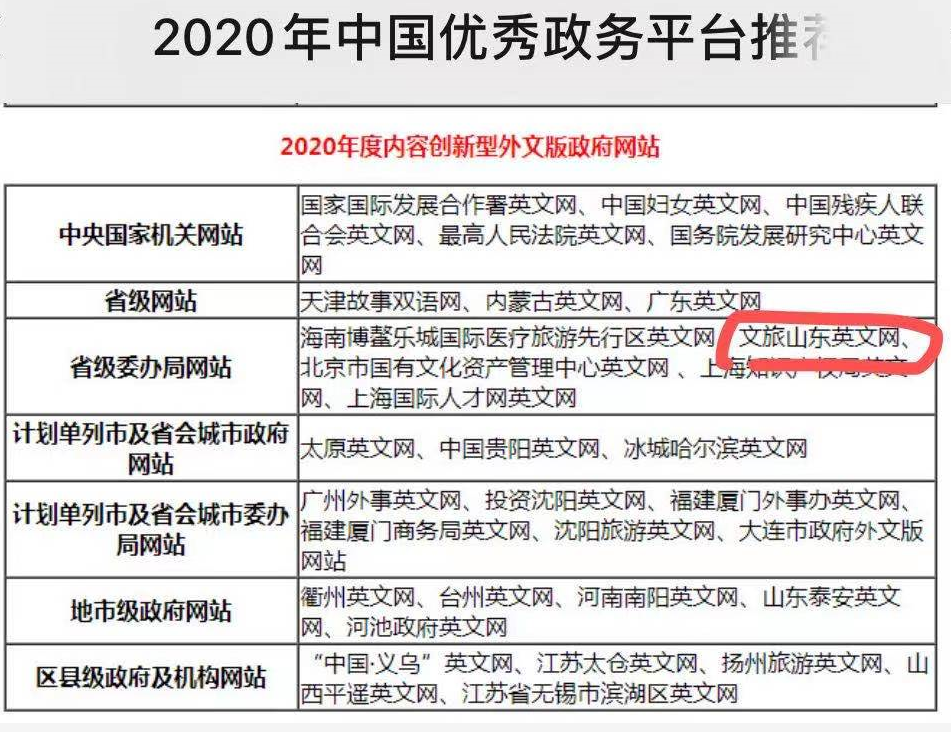 2020年中国优秀政务平台推荐
2020年度内容创新型外文版政府网站
中央国家机关网站
国家国际发展合作署英文网、中国妇女英文网、中国残疾人联
合会英文网、最高人民法院英文网、国务院发展研究中心英文
网
省级网站
天津故事双语网、内蒙古英文网、广东英文网
省级委办局网站
海南博鳌乐城国际医疗旅游先行区英文网 文旅山东英文网、
北京市国有文化资产管理中心英文网 、上海知识产权局英文
网、上海国际人才网英文网
计划单列市及省会城市政府
网站
太原英文网、中国贵阳英文网、冰城哈尔滨英文网
计划单列市及省会城市委办
局网站
广州外事英文网、投资沈阳英文网、福建厦门外事办英文网、
福建厦门商务局英文网、沈阳旅游英文网、大连市政府外文版
网站
地市级政府网站
衢州英文网、台州英文网、河南南阳英文网、山东泰安英文
网、河池政府英文网
区县级政府及机构网站
“中国·义乌”英文网、江苏太仓英文网、扬州旅游英文网、山
西平遥英文网、江苏省无锡市滨湖区英文网